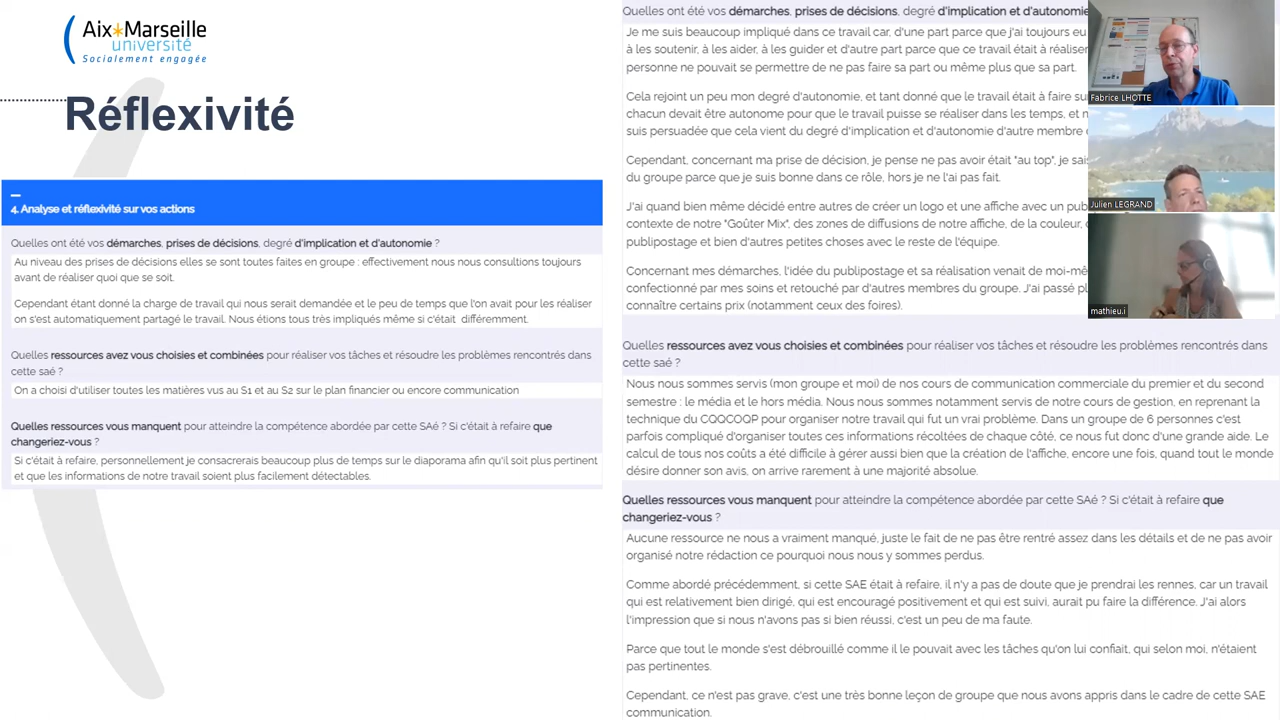 Aix*Marseille
université
Socialement engagée
Réflexivité
4. Analyse et réflexivité sur vos actions
Quelles ont été vos démarches, prises de décisions, degré d'implication et d'autonomie ?
Au niveau des prises de décisions elles se sont toutes faites en groupe : effectivement nous nous consultions toujours
avant de réaliser quoi que se soit.
Cependant étant donné la charge de travail qui nous serait demandée et le peu de temps que l'on avait pour les réaliser
on s'est automatiquement partagé le travail. Nous étions tous très impliqués même si c'était différemment.
Quelles ressources avez vous choisies et combinées pour réaliser vos tâches et résoudre les problèmes rencontrés dans
cette saé ?
On a choisi d'utiliser toutes les matières vus au S1 et au S2 sur le plan financier ou encore communication
Quelles ressources vous manquent pour atteindre la compétence abordée par cette SAé ? Si c'était à refaire que
changeriez-vous ?
Si c'était à refaire, personnellement je consacrerais beaucoup plus de temps sur le diaporama afin qu'il soit plus pertinent
et que les informations de notre travail soient plus facilement détectables.
Quelles ont été vos démarches, prises de décisions, degré d'implication et d'autonomie
Je me suis beaucoup impliqué dans ce travail car, d'une part parce que j'ai toujours eu
à les soutenir, à les aider, à les guider et d'autre part parce que ce travail était à réaliser
personne ne pouvait se permettre de ne pas faire sa part ou même plus que sa part.
Cela rejoint un peu mon degré d'autonomie, et tant donné que le travail était à faire su
chacun devait être autonome pour que le travail puisse se réaliser dans les temps, et
suis persuadée que cela vient du degré d'implication et d'autonomie d'autre membre
Cependant, concernant ma prise de décision, je pense ne pas avoir était "au top", je sais
du groupe parce que je suis bonne dans ce rôle, hors je ne l'ai pas fait.
J'ai quand bien même décidé entre autres de créer un logo et une affiche avec un pub
contexte de notre "Goûter Mix", des zones de diffusions de notre affiche, de la couleur,
publipostage et bien d'autres petites choses avec le reste de l'équipe.
Concernant mes démarches, l'idée du publipostage et sa réalisation venait de moi-mê
confectionné par mes soins et retouché par d'autres membres du groupe. J'ai passé pl
connaître certains prix (notamment ceux des foires).
Quelles ressources avez vous choisies et combinées pour réaliser vos tâches et résoudre les problèmes rencontrés dans
cette saé ?
Nous nous sommes servis (mon groupe et moi) de nos cours de communication commerciale du premier et du second
semestre : le média et le hors média. Nous nous sommes notamment servis de notre cours de gestion, en reprenant la
technique du CQQCOQP pour organiser notre travail qui fut un vrai problème. Dans un groupe de 6 personnes c'est
parfois compliqué d'organiser toutes ces informations récoltées de chaque côté, ce nous fut donc d'une grande aide. Le
calcul de tous nos coûts a été difficile à gérer aussi bien que la création de l'affiche, encore une fois, quand tout le monde
désire donner son avis, on arrive rarement à une majorité absolue.
Quelles ressources vous manquent pour atteindre la compétence abordée par cette SAé ? Si c'était à refaire que
changeriez-vous ?
Aucune ressource ne nous a vraiment manqué, juste le fait de ne pas être rentré assez dans les détails et de ne pas avoir
organisé notre rédaction ce pourquoi nous nous y sommes perdus.
Comme abordé précédemment, si cette SAE était à refaire, il n'y a pas de doute que je prendrai les rennes, car un travail
qui est relativement bien dirigé, qui est encouragé positivement et qui est suivi, aurait pu faire la différence. J'ai alors
l'impression que si nous n'avons pas si bien réussi, c'est un peu de ma faute.
Parce que tout le monde s'est débrouillé comme il le pouvait avec les tâches qu'on lui confiait, qui selon moi, n'étaient
pas pertinentes.
Cependant, ce n'est pas grave, c'est une très bonne leçon de groupe que nous avons appris dans le cadre de cette SAE
communication.
Fabrice LHOTTE
Julien LEGRAND
mathieu.i